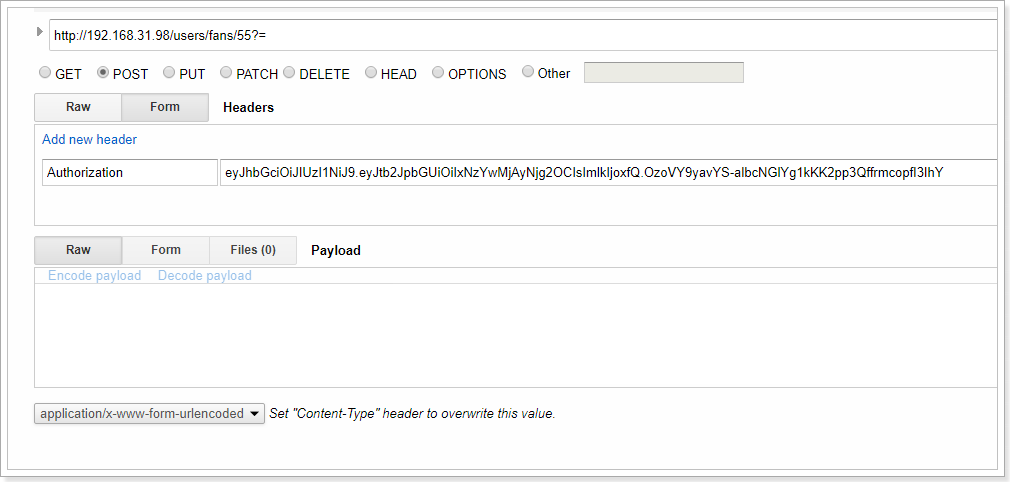 http://192.168.31.98/users/fans/55?=
GET POST PUT PATCH DELETE HEAD OPTIONS Other
Raw Form Headers
Add new header
Authorization eyJhbGciOiJIUzI1NiJ9.eyJtb2JpbGUiOiIxNzYwMjAyNjg2OCIsImlkIjoxfQ.OzoVY9yavYS-albcNGlYg1kKK2pp3Qffrmcopfl3lhY
Raw Form Files (0) Payload
Encode payload Decode payload
application/x-www-form-urlencoded Set "Content-Type" header to overwrite this value.